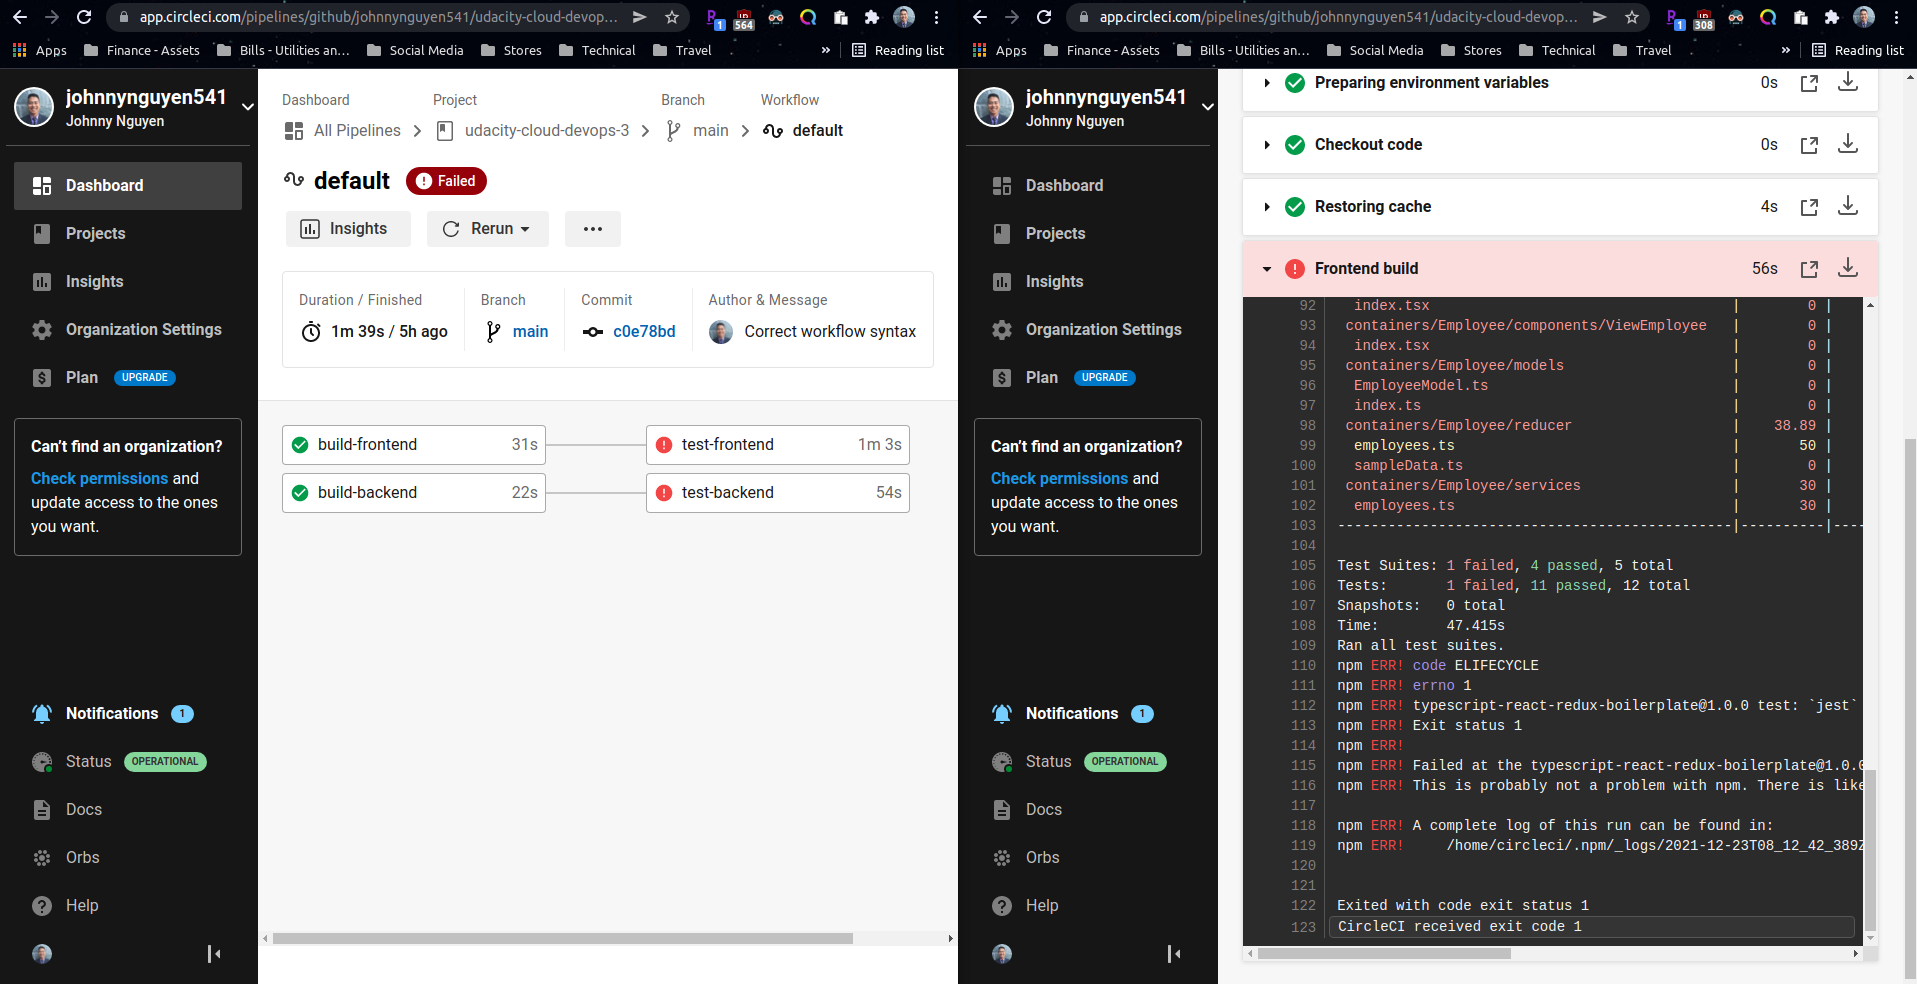 app.circleci.com/pipelines/github/johnnynguyen541/udacity-cloud-devop...
1
564
Apps
Finance - Assets
Bills - Utilities an...
Social Media
Stores
Technical
Travel
»
Reading list
johnnynguyen541
Johnny Nguyen
Dashboard
Projects
Insights
Organization Settings
Plan UPGRADE
Can't find an organization?
Check permissions and
update access to the ones
you want.
Notifications 1
Status OPERATIONAL
Docs
Orbs
Help
Dashboard Project Branch Workflow
All Pipelines udacity-cloud-devops-3 main default
default Failed
Insights Rerun ...
Duration / Finished Branch Commit Author & Message
1m 39s / 5h ago main c0e78bd Correct workflow syntax
build-frontend 31s test-frontend 1m 3s
build-backend 22s test-backend 54s
app.circleci.com/pipelines/github/johnnynguyen541/udacity-cloud-devop...
1
308
Apps
Finance - Assets
Bills - Utilities an...
Social Media
Stores
Technical
Travel
»
Reading list
johnnynguyen541
Johnny Nguyen
Dashboard
Projects
Insights
Organization Settings
Plan UPGRADE
Can't find an organization?
Check permissions and
update access to the ones
you want.
Notifications 1
Status OPERATIONAL
Docs
Orbs
Help
Preparing environment variables 0s
Checkout code 0s
Restoring cache 4s
Frontend build 56s
92 index.tsx | 0 |
93 containers/Employee/components/ViewEmployee | 0 |
94 index.tsx | 0 |
95 containers/Employee/models | 0 |
96 EmployeeModel.ts | 0 |
97 index.ts | 0 |
98 containers/Employee/reducer | 38.89 |
99 employees.ts | 50 |
100 sampleData.ts | 0 |
101 containers/Employee/services | 30 |
102 employees.ts | 30 |
103 -----------------------------------------------|----------|----
104
105 Test Suites: 1 failed, 4 passed, 5 total
106 Tests: 1 failed, 11 passed, 12 total
107 Snapshots: 0 total
108 Time: 47.415s
109 Ran all test suites.
110 npm ERR! code ELIFECYCLE
111 npm ERR! errno 1
112 npm ERR! typescript-react-redux-boilerplate@1.0.0 test: `jest`
113 npm ERR! Exit status 1
114 npm ERR!
115 npm ERR! Failed at the typescript-react-redux-boilerplate@1.0.0
116 npm ERR! This is probably not a problem with npm. There is like
117
118 npm ERR! A complete log of this run can be found in:
119 npm ERR! /home/circleci/.npm/_logs/2021-12-23T08_12_42_389Z
120
121
122 Exited with code exit status 1
123 CircleCI received exit code 1